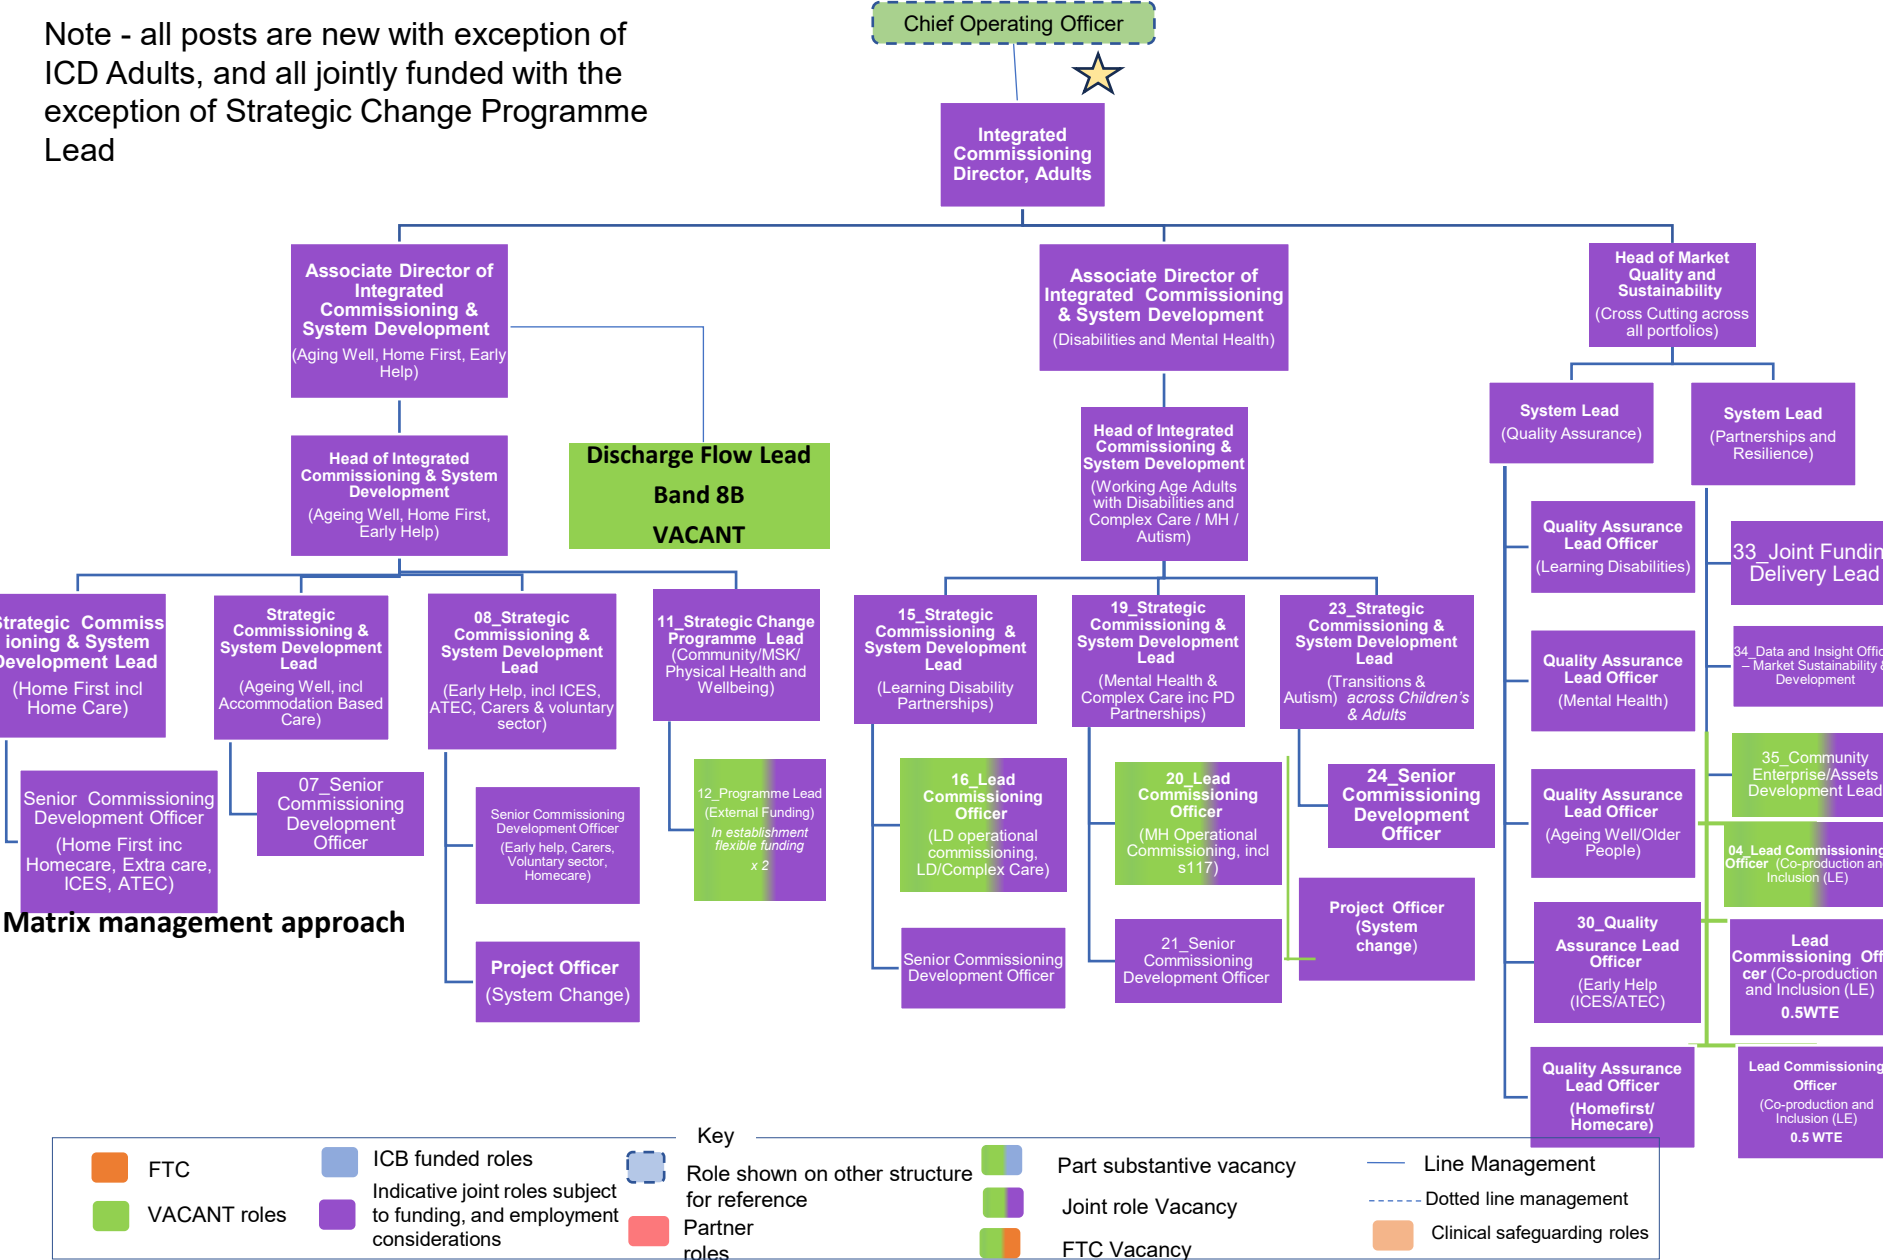 Note - all posts are new with exception of
ICD Adults, and all jointly funded with the
exception of Strategic Change Programme
Lead
Chief Operating Officer
Integrated
Commissioning
Director, Adults
Associate Director of
Integrated
Commissioning &
System Development
(Aging Well, Home First, Early
Help)
Associate Director of
Integrated Commissioning
& System Development
(Disabilities and Mental Health)
Head of Market
Quality and
Sustainability
(Cross Cutting across
all portfolios)
Head of Integrated
Commissioning & System
Development
(Ageing Well, Home First,
Early Help)
Discharge Flow Lead
Band 8B
VACANT
Head of Integrated
Commissioning &
System Development
(Working Age Adults
with Disabilities and
Complex Care / MH /
Autism)
System Lead
(Quality Assurance)
System Lead
(Partnerships and
Resilience)
Strategic Commiss
ioning & System
Development Lead
(Home First incl
Home Care)
Strategic
Commissioning &
System Development
Lead
(Ageing Well, incl
Accommodation Based
Care)
08_Strategic
Commissioning &
System Development
Lead
(Early Help, incl ICES,
ATEC, Carers & voluntary
sector)
11_Strategic Change
Programme Lead
(Community/MSK/
Physical Health and
Wellbeing)
15_Strategic
Commissioning &
System Development
Lead
(Learning Disability
Partnerships)
19_Strategic
Commissioning &
System Development
Lead
(Mental Health &
Complex Care inc PD
Partnerships)
23_Strategic
Commissioning &
System Development
Lead
(Transitions &
Autism) across Children's
& Adults
Senior Commissioning
Development Officer
(Home First inc
Homecare, Extra care,
ICES, ATEC)
07_Senior
Commissioning
Development
Officer
Senior Commissioning
Development Officer
(Early help, Carers,
Voluntary sector,
Homecare)
Project Officer
(System Change)
12_Programme Lead
(External Funding)
In establishment
flexible funding
x 2
16_Lead
Commissioning
Officer
(LD operational
commissioning,
LD/Complex Care)
Senior Commissioning
Development Officer
20_Lead
Commissioning
Officer
(MH Operational
Commissioning, incl
s117)
21_Senior
Commissioning
Development Officer
24_Senior
Commissioning
Development
Officer
Project Officer
(System
change)
Quality Assurance
Lead Officer
(Learning Disabilities)
Quality Assurance
Lead Officer
(Mental Health)
Quality Assurance
Lead Officer
(Ageing Well/Older
People)
30_Quality
Assurance Lead
Officer
(Early Help
(ICES/ATEC)
Quality Assurance
Lead Officer
(Homefirst/
Homecare)
33_Joint Fundin
Delivery Lead
34_Data and Insight Offic
– Market Sustainability &
Development
35_Community
Enterprise/Assets
Development Lead
04_Lead Commissioning
Officer (Co-production and
Inclusion (LE)
Lead
Commissioning Offi
cer (Co-production
and Inclusion (LE)
0.5WTE
Lead Commissioning
Officer
(Co-production and
Inclusion (LE)
0.5 WTE
Matrix management approach
Key
FTC
VACANT roles
ICB funded roles
Indicative joint roles subject
to funding, and employment
considerations
Role shown on other structure
for reference
Partner
roles
Part substantive vacancy
Joint role Vacancy
FTC Vacancy
Line Management
Dotted line management
Clinical safeguarding roles